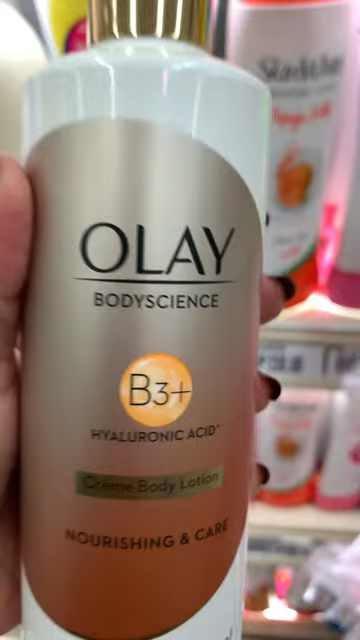 OLAY
BODYSCIENCE
B3+
HYALURONIC ACID*
Crème Body Lotion
NOURISHING & CARE